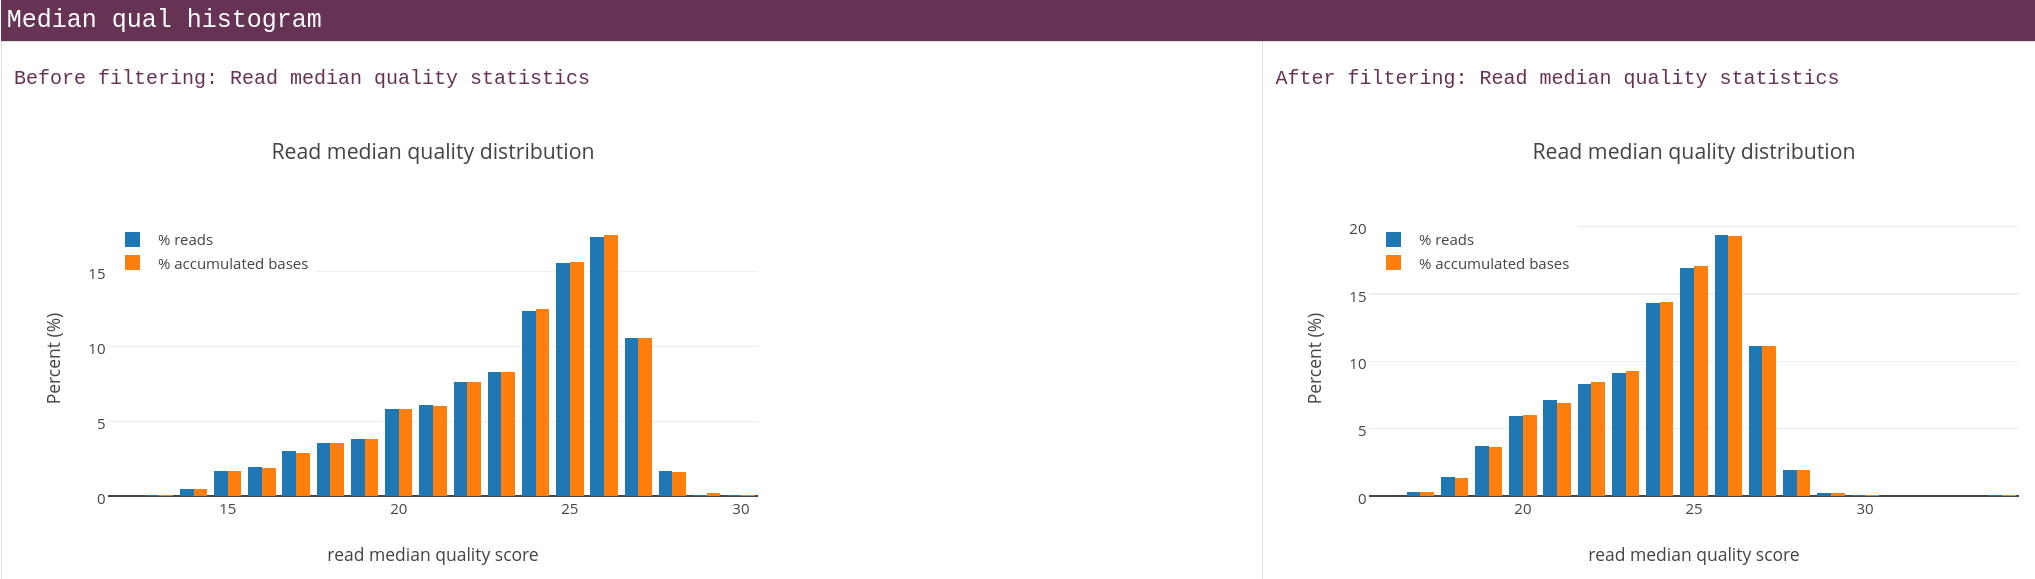 Median qual histogram
Before filtering: Read median quality statistics
Read median quality distribution
% reads
% accumulated bases
15
10
5
0
Percent (%)
15 20 25 30
read median quality score
After filtering: Read median quality statistics
Read median quality distribution
% reads
% accumulated bases
20
15
10
5
0
Percent (%)
20 25 30
read median quality score